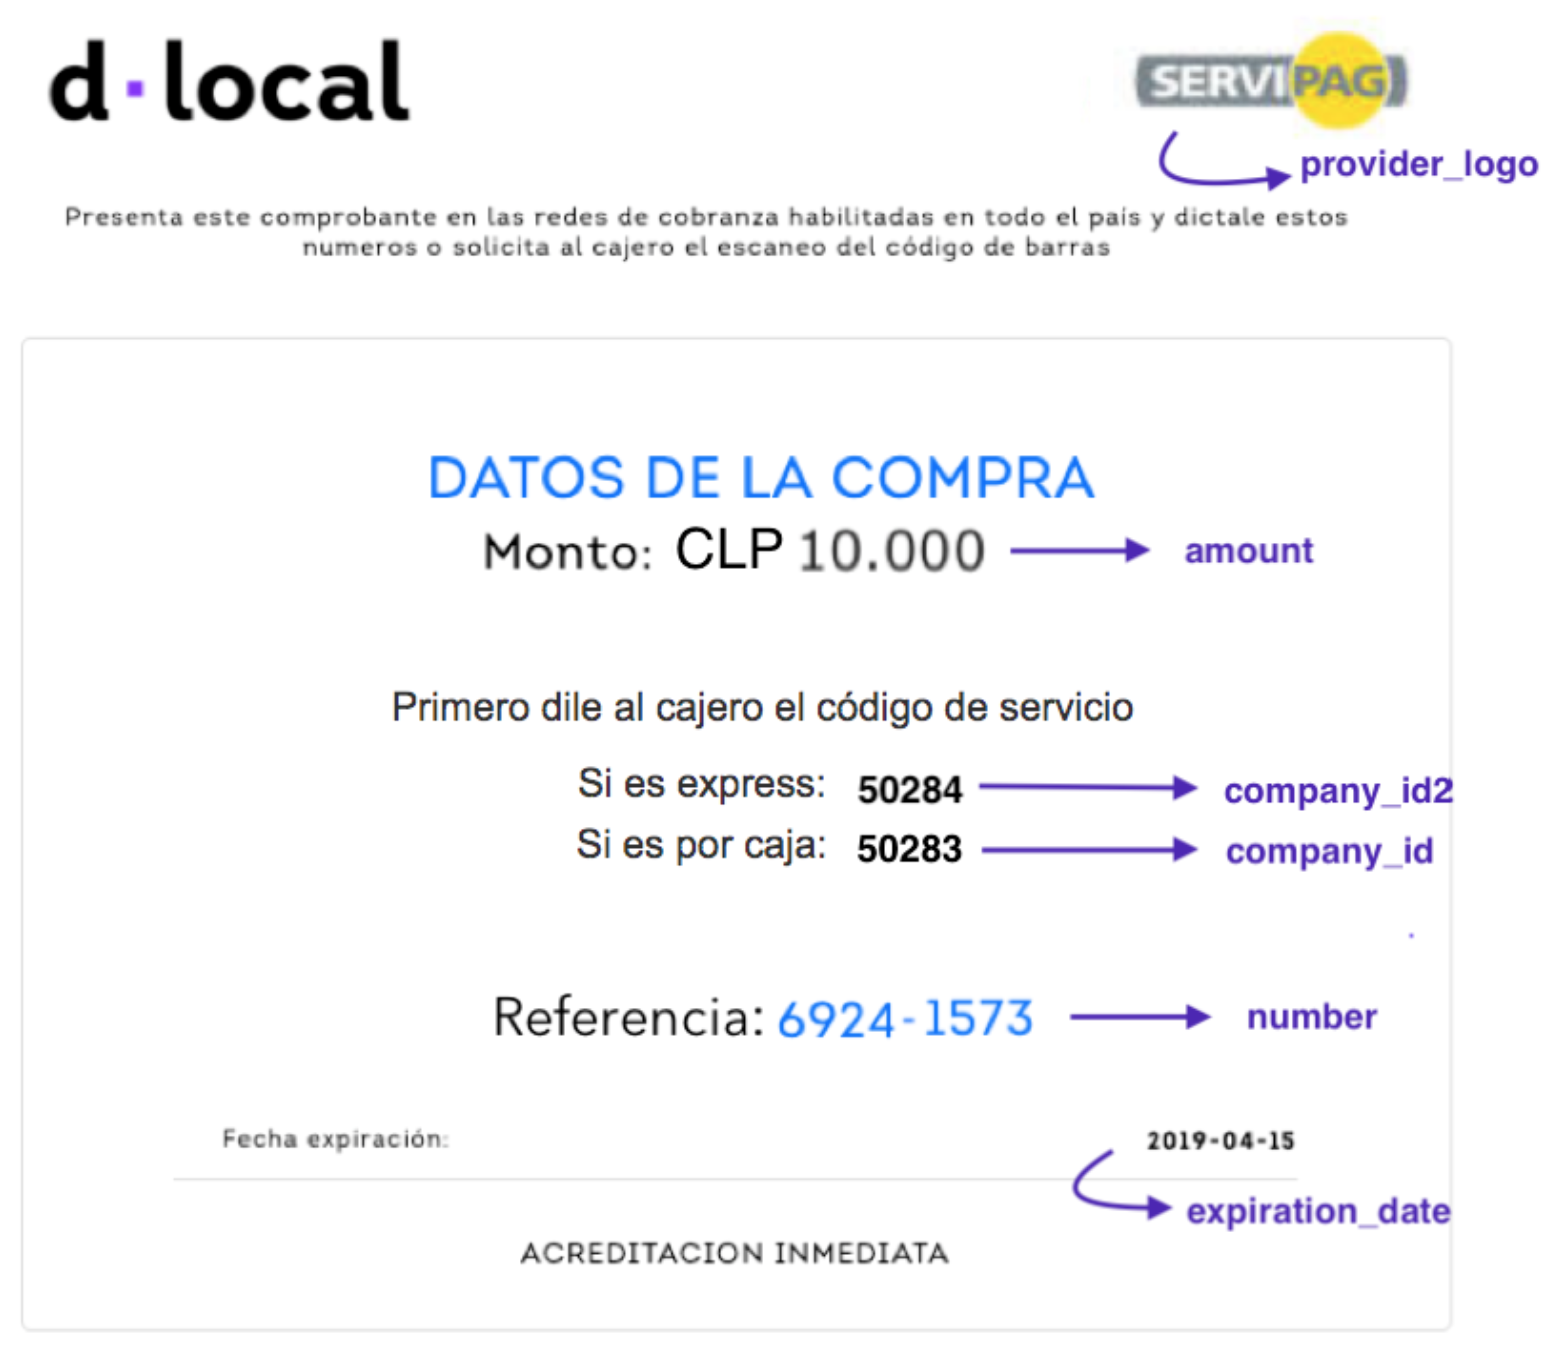 d·local
SERVIPAG
provider_logo
Presenta este comprobante en las redes de cobranza habilitadas en todo el país y dictale estos
numeros o solicita al cajero el escaneo del código de barras
DATOS DE LA COMPRA
Monto: CLP 10.000 amount
Primero dile al cajero el código de servicio
Si es express: 50284 company_id2
Si es por caja: 50283 company_id
Referencia: 6924-1573 number
Fecha expiración: 2019-04-15
expiration_date
ACREDITACION INMEDIATA